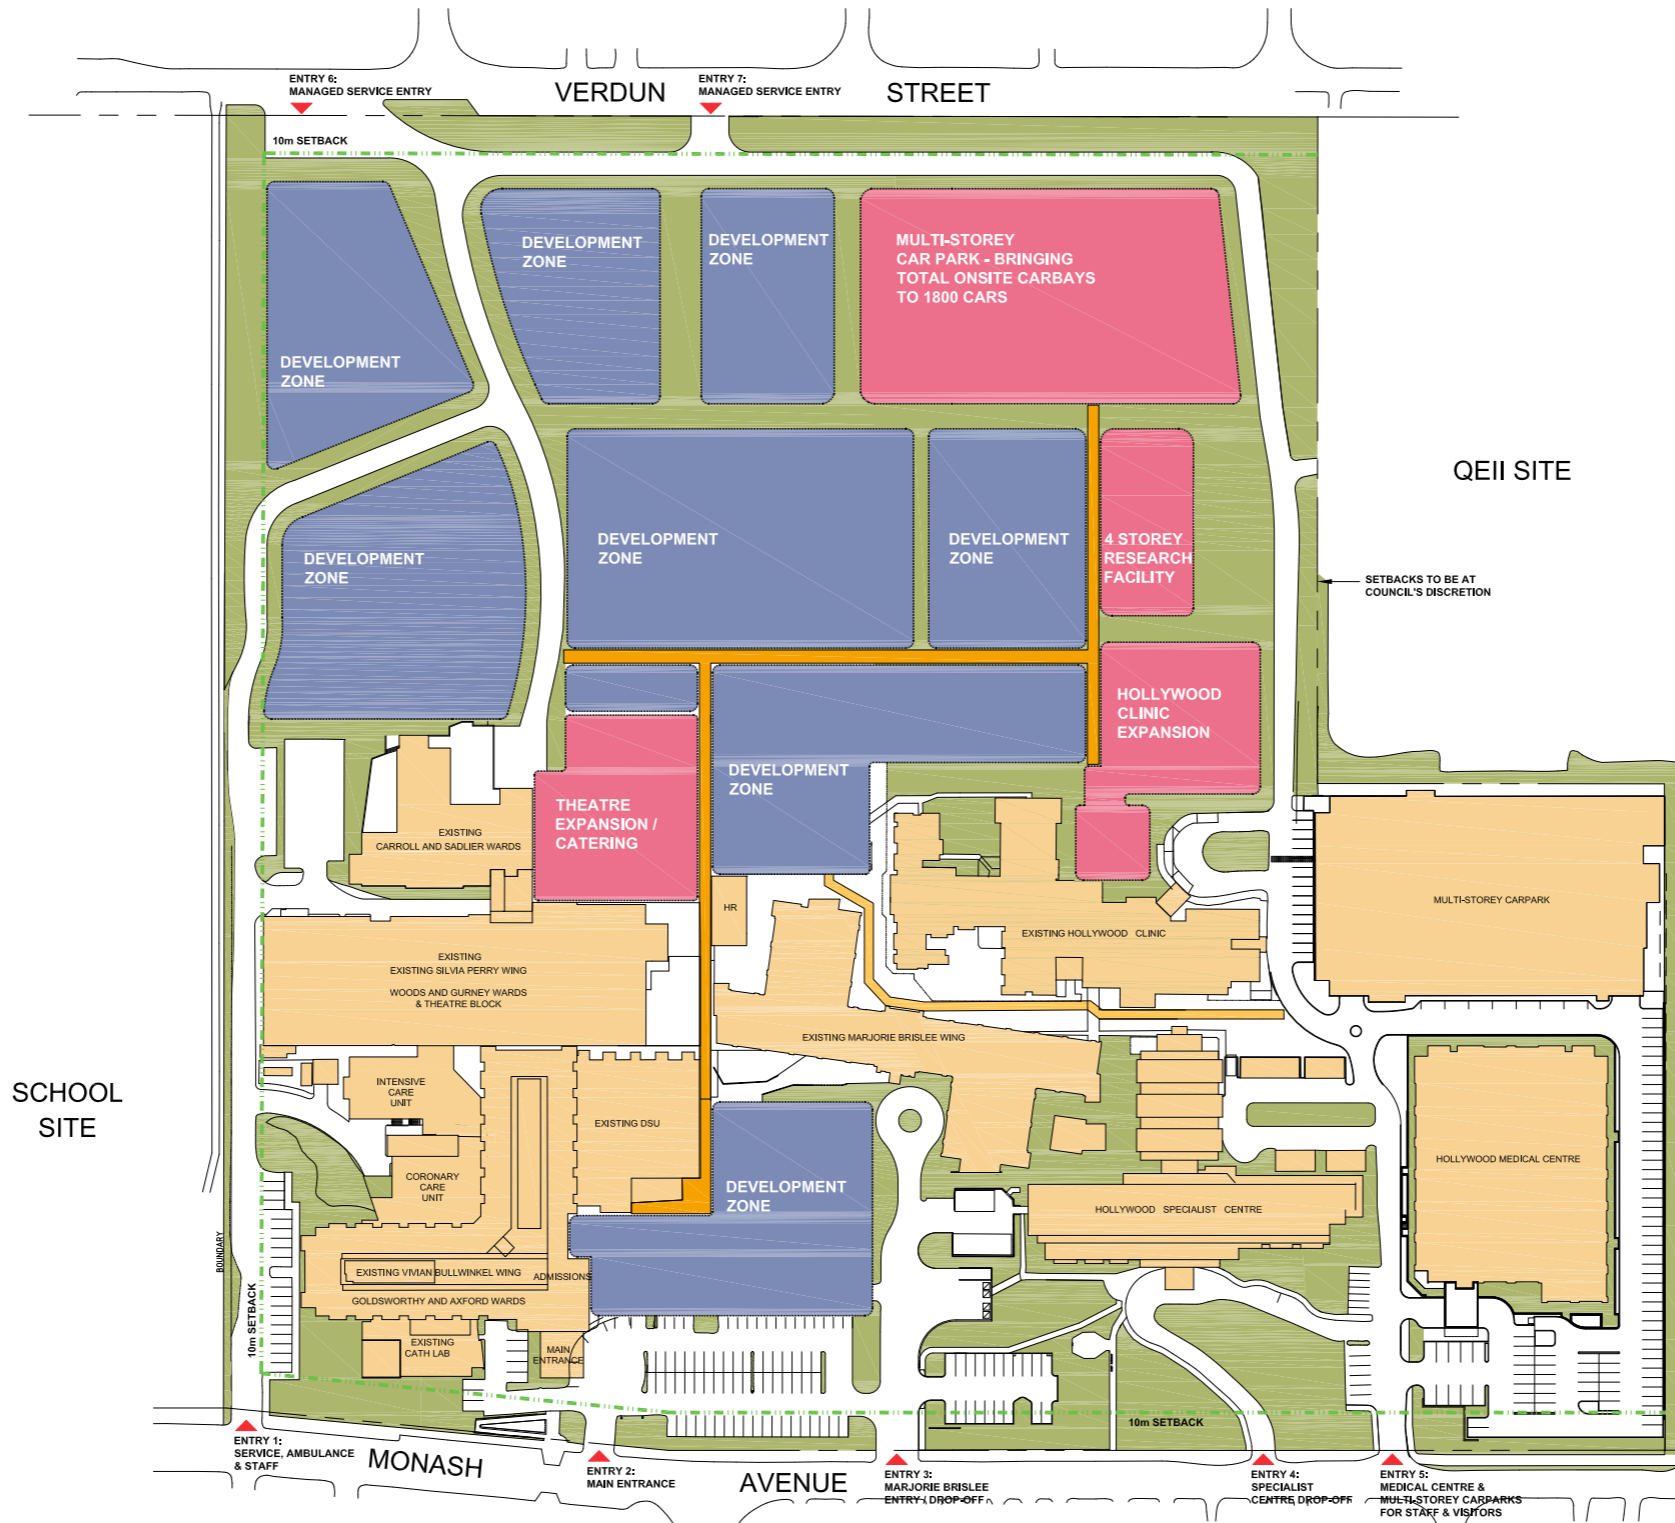 ENTRY 6:
MANAGED SERVICE ENTRY
VERDUN STREET
ENTRY 7:
MANAGED SERVICE ENTRY
10m SETBACK
DEVELOPMENT
ZONE
DEVELOPMENT
ZONE
DEVELOPMENT
ZONE
MULTI-STOREY
CAR PARK - BRINGING
TOTAL ONSITE CARBAYS
TO 1800 CARS
DEVELOPMENT
ZONE
DEVELOPMENT
ZONE
DEVELOPMENT
ZONE
4 STOREY
RESEARCH
FACILITY
QEII SITE
SETBACKS TO BE AT
COUNCIL'S DISCRETION
HOLLYWOOD
CLINIC
EXPANSION
DEVELOPMENT
ZONE
THEATRE
EXPANSION /
CATERING
EXISTING
CARROLL AND SADLIER WARDS
HR
EXISTING HOLLYWOOD CLINIC
MULTI-STOREY CARPARK
EXISTING
EXISTING SILVIA PERRY WING
WOODS AND GURNEY WARDS
& THEATRE BLOCK
EXISTING MARJORIE BRISLEE WING
SCHOOL
SITE
INTENSIVE
CARE
UNIT
EXISTING DSU
CORONARY
CARE
UNIT
DEVELOPMENT
ZONE
HOLLYWOOD SPECIALIST CENTRE
HOLLYWOOD MEDICAL CENTRE
BOUNDARY
10m SETBACK
EXISTING VIVIAN BULLWINKEL WING
ADMISSIONS
GOLDSWORTHY AND AXFORD WARDS
EXISTING
CATH LAB
MAIN
ENTRANCE
10m SETBACK
ENTRY 1:
SERVICE, AMBULANCE
& STAFF
MONASH AVENUE
ENTRY 2:
MAIN ENTRANCE
ENTRY 3:
MARJORIE BRISLEE
ENTRY / DROP-OFF
ENTRY 4:
SPECIALIST
CENTRE DROP-OFF
ENTRY 5:
MEDICAL CENTRE &
MULTI-STOREY CARPARKS
FOR STAFF & VISITORS